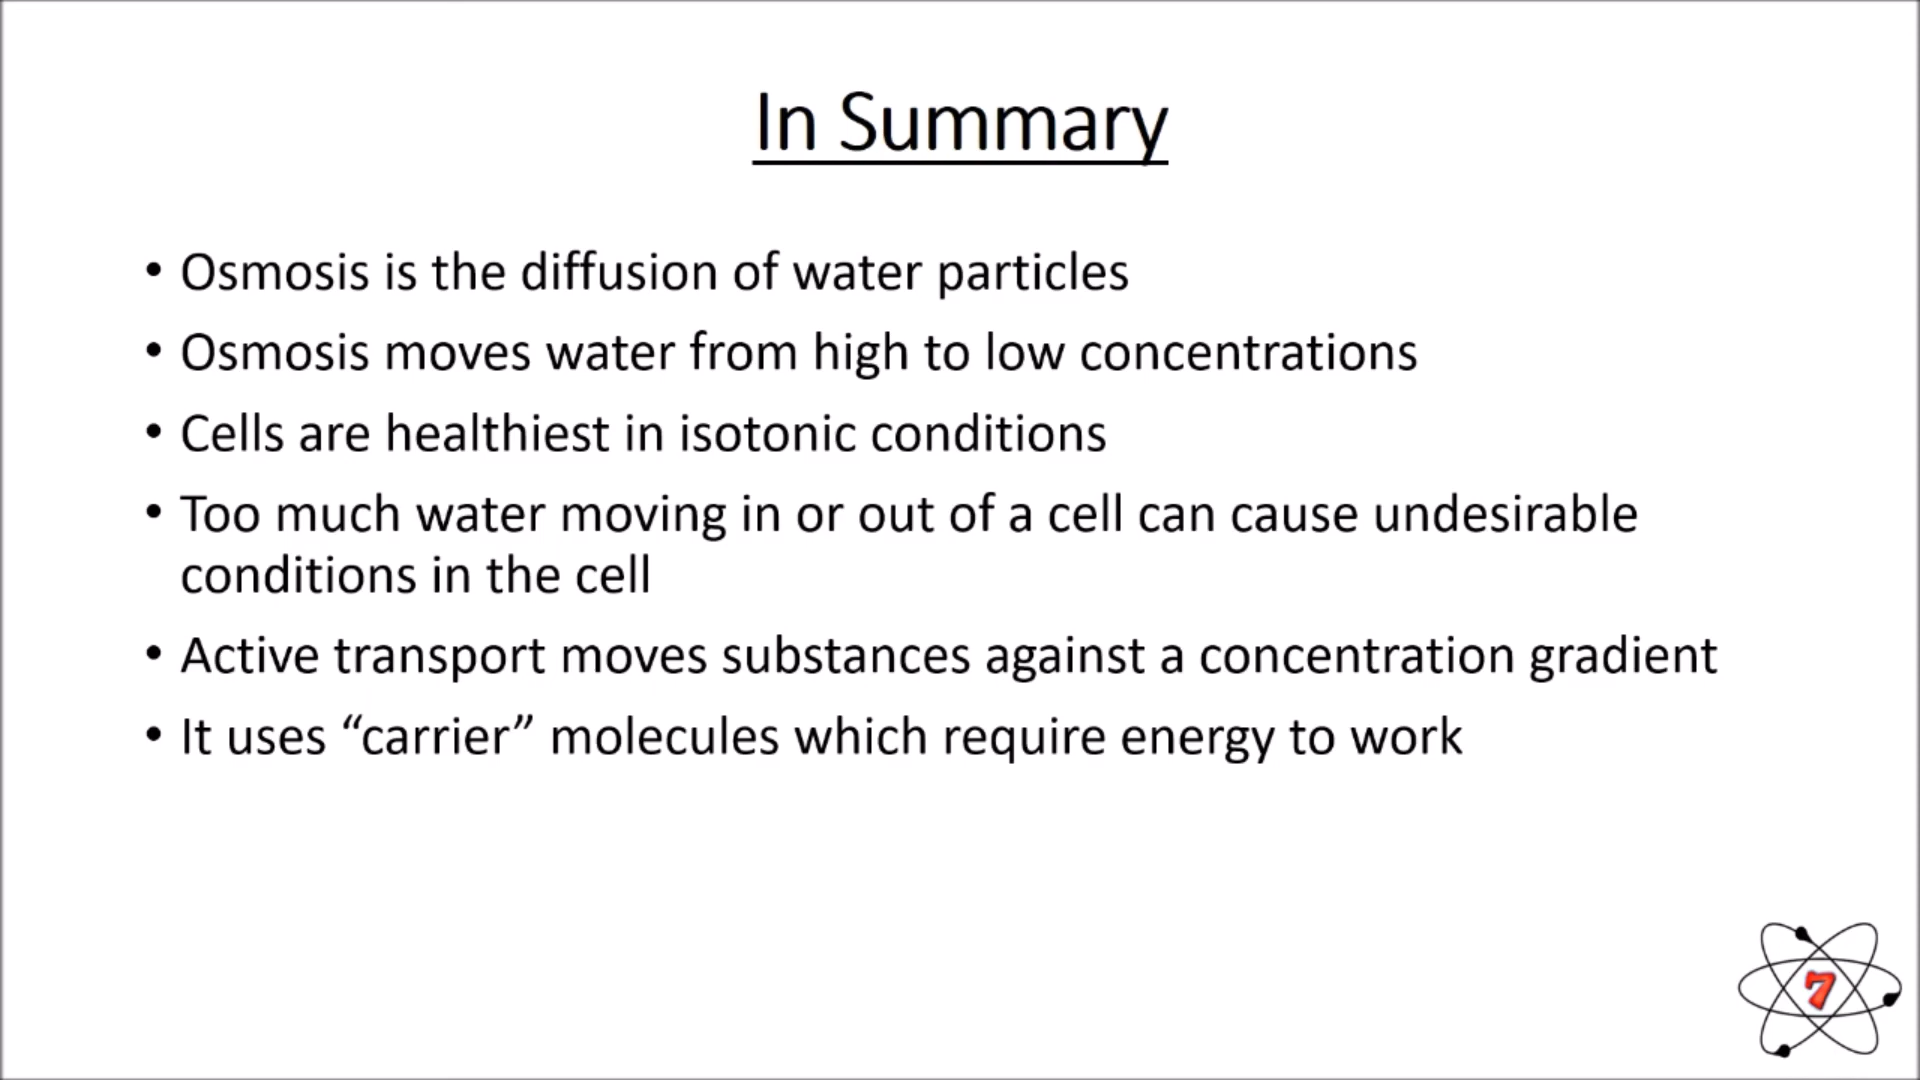 In Summary
• Osmosis is the diffusion of water particles
• Osmosis moves water from high to low concentrations
• Cells are healthiest in isotonic conditions
• Too much water moving in or out of a cell can cause undesirable
conditions in the cell
• Active transport moves substances against a concentration gradient
• It uses “carrier” molecules which require energy to work
7